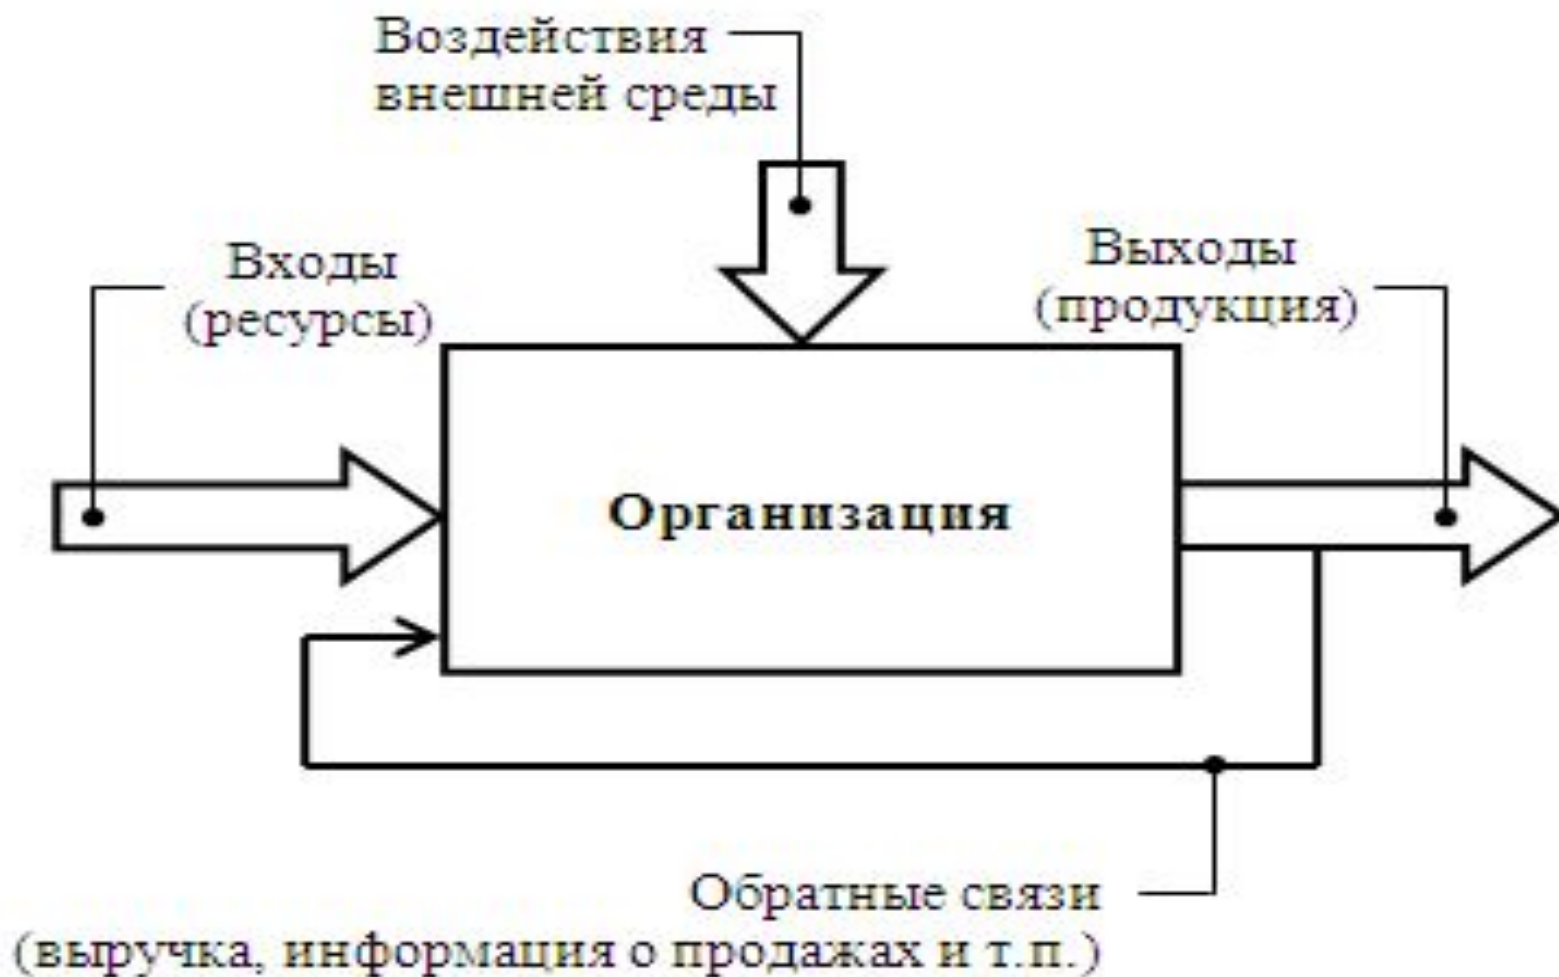 Воздействия
внешней среды
Входы
(ресурсы)
Выходы
(продукция)
Организация
Обратные связи
(выручка, информация о продажах и т.п.)